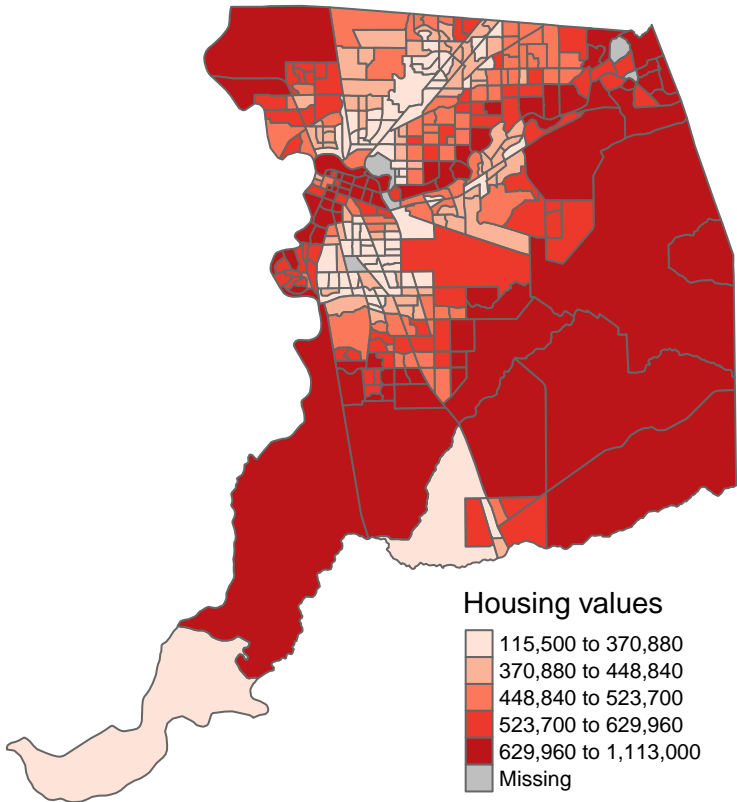 Housing values
115,500 to 370,880
370,880 to 448,840
448,840 to 523,700
523,700 to 629,960
629,960 to 1,113,000
Missing